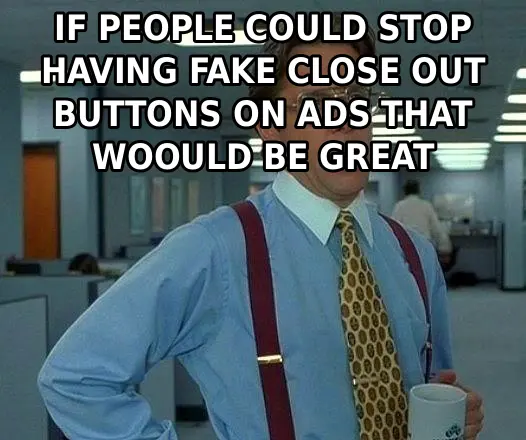 IF PEOPLE COULD STOP
HAVING FAKE CLOSE OUT
BUTTONS ON ADS THAT
WOOULD BE GREAT